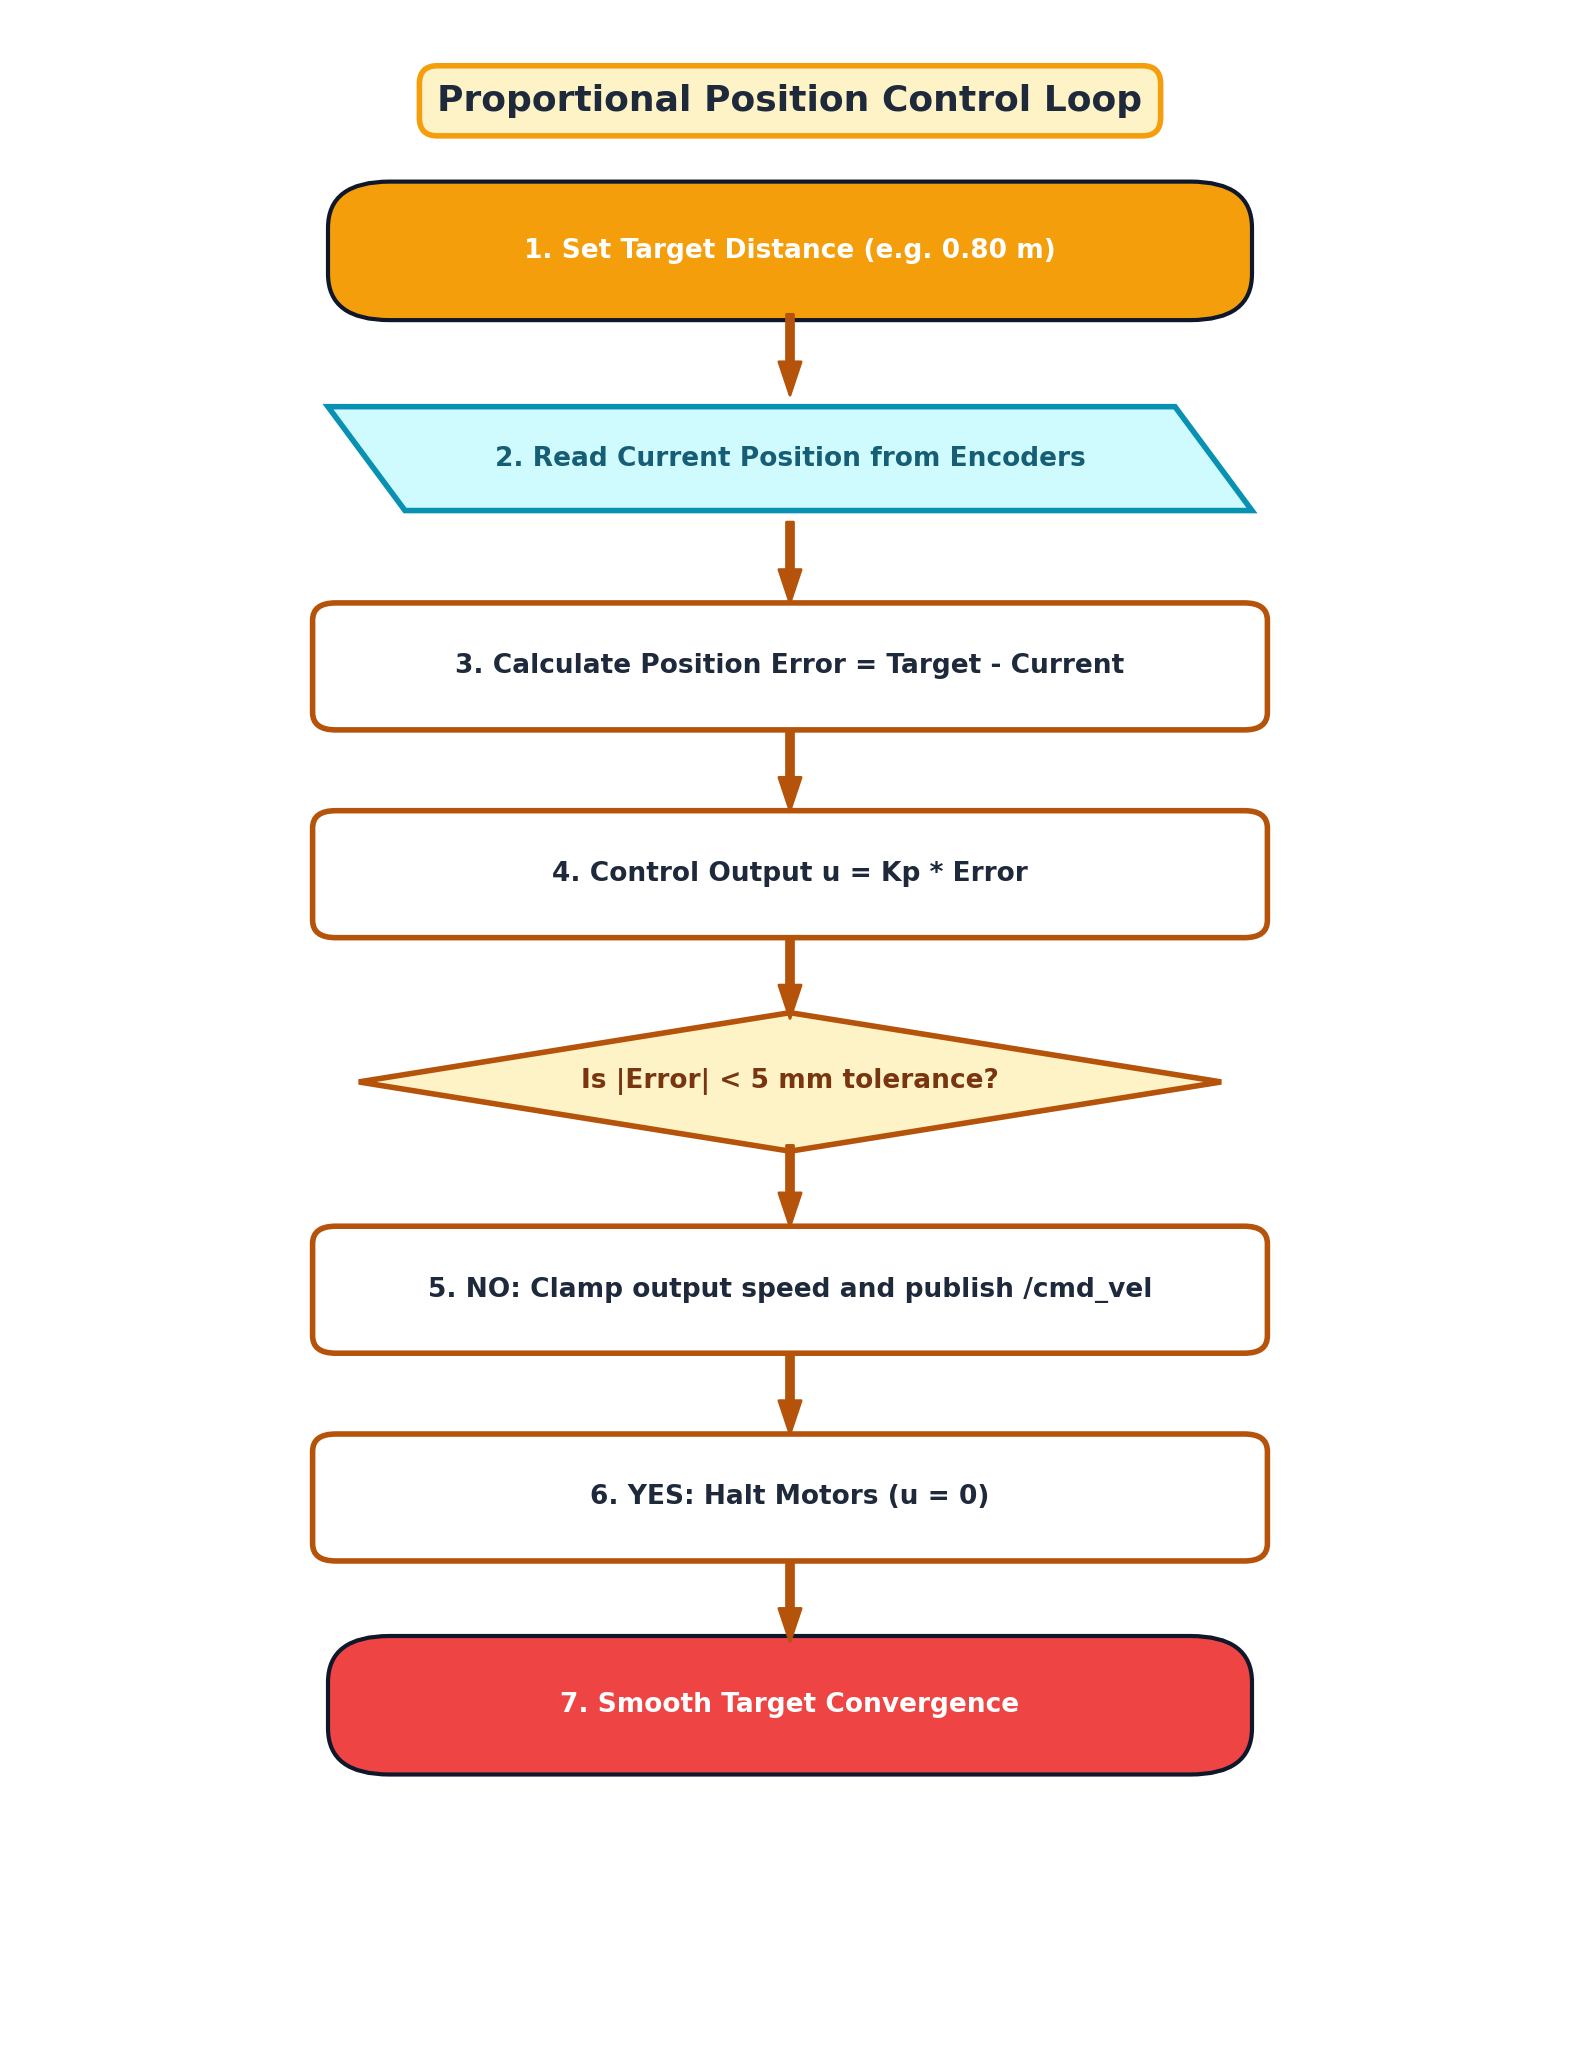 Proportional Position Control Loop
1. Set Target Distance (e.g. 0.80 m)
2. Read Current Position from Encoders
3. Calculate Position Error = Target - Current
4. Control Output u = Kp * Error
Is |Error| < 5 mm tolerance?
5. NO: Clamp output speed and publish /cmd_vel
6. YES: Halt Motors (u = 0)
7. Smooth Target Convergence